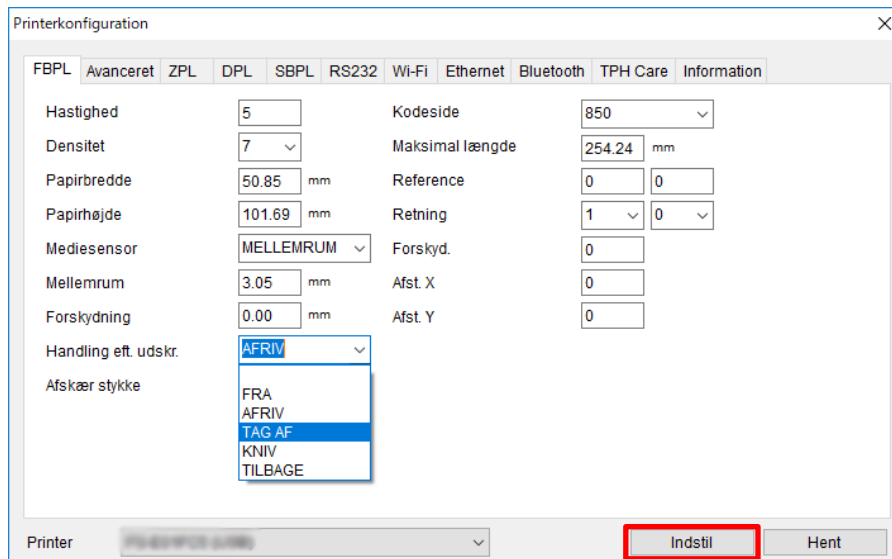 Printerkonfiguration
FBPL Avanceret ZPL DPL SBPL RS232 Wi-Fi Ethernet Bluetooth TPH Care Information
Hastighed 5 Kodeside 850
Densitet 7 Maksimal længde 254.24 mm
Papirbredde 50.85 mm Reference 0 0
Papirhøjde 101.69 mm Retning 1 0
Mediesensor MELLEMRUM Forskyd. 0
Mellemrum 3.05 mm Afst. X 0
Forskydning 0.00 mm Afst. Y 0
Handling eft. udskr. AFRIV
Afskær stykke
FRA
AFRIV
TAG AF
KNIV
TILBAGE
Printer Indstil Hent